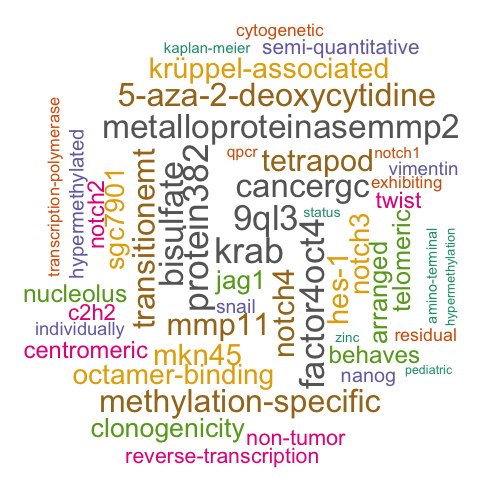 cytogenetic
kaplan-meier
semi-quantitative
krüppel-associated
5-aza-2-deoxycytidine
metalloproteinasemmp2
transcription-polymerase
hypermethylated
notch2
sgc7901
transitionemt
bisulfate
protein382
qpcr
tetrapod
notch1
vimentin
cancergc
exhibiting
twist
9ql3
status
krab
factor4oct4
hes-1
notch3
arranged
telomeric
amino-terminal
hypermethylation
nucleolus
jag1
c2h2
snail
individually
mmp11
notch4
zinc
residual
centromeric
mkn45
behaves
octamer-binding
nanog
pediatric
methylation-specific
clonogenicity
non-tumor
reverse-transcription